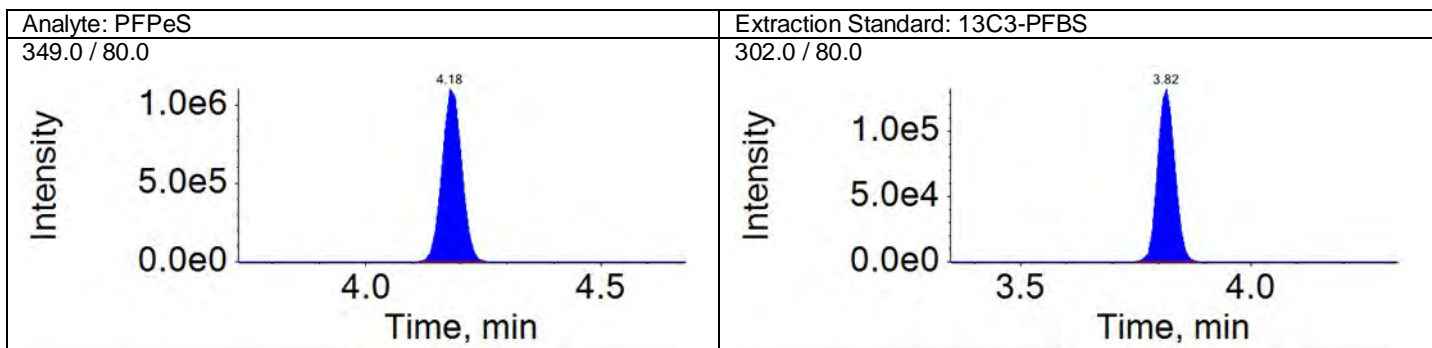 Analyte: PFPeS
349.0 / 80.0
4.18
1.0e6
5.0e5
0.0e0
Intensity
4.0
4.5
Time, min
Extraction Standard: 13C3-PFBS
302.0 / 80.0
3.82
1.0e5
5.0e4
0.0e0
Intensity
3.5
4.0
Time, min